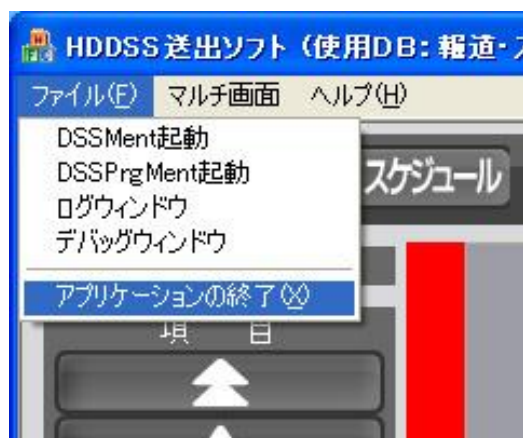 HDDSS送出ソフト（使用DB：報道・
ファイル(F) マルチ画面 ヘルプ(H)
DSSMent起動
DSSPrgMent起動
ログウィンドウ
デバッグウィンドウ
アプリケーションの終了(X)
スケジュール
項 目